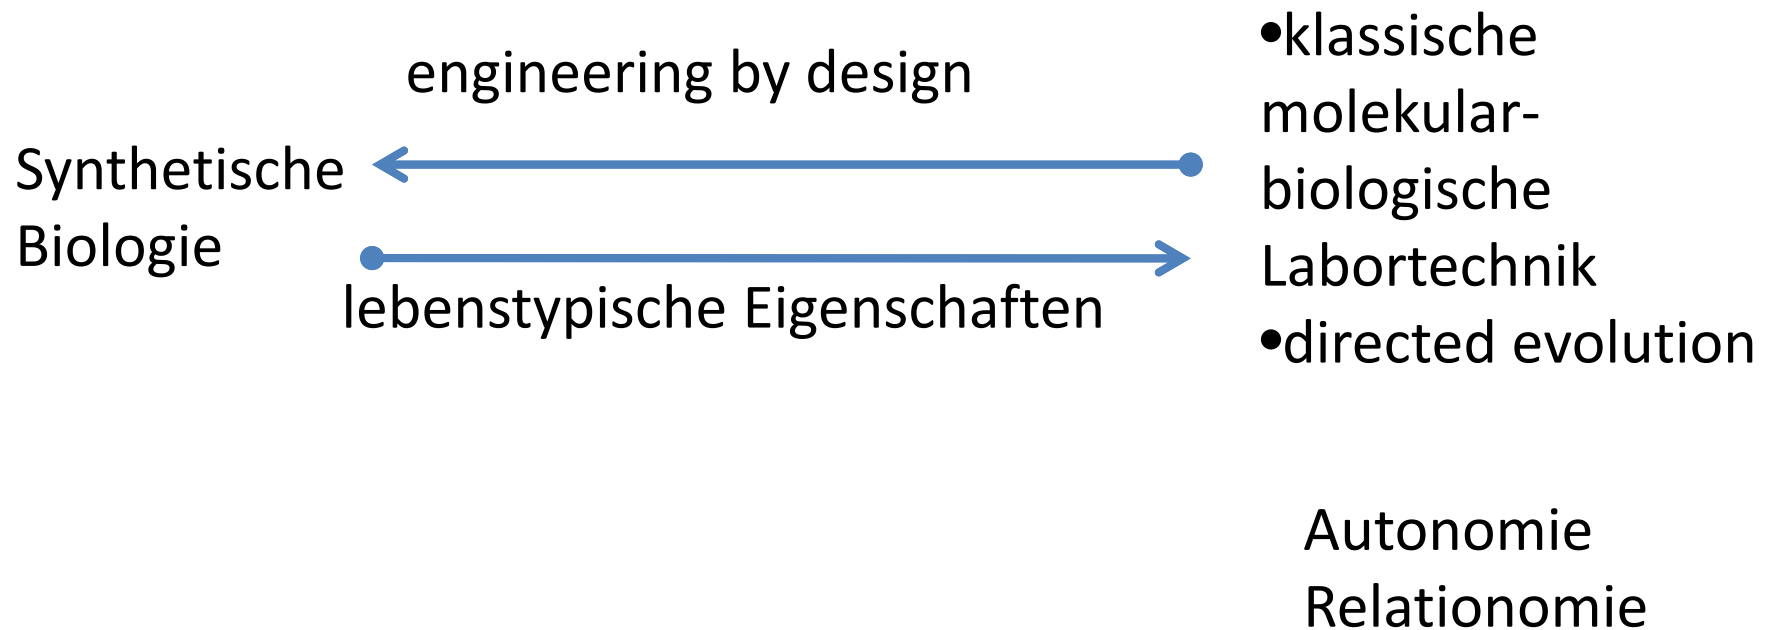 engineering by design
Synthetische
Biologie
lebenstypische Eigenschaften
•klassische
molekular-
biologische
Labortechnik
•directed evolution
Autonomie
Relationomie